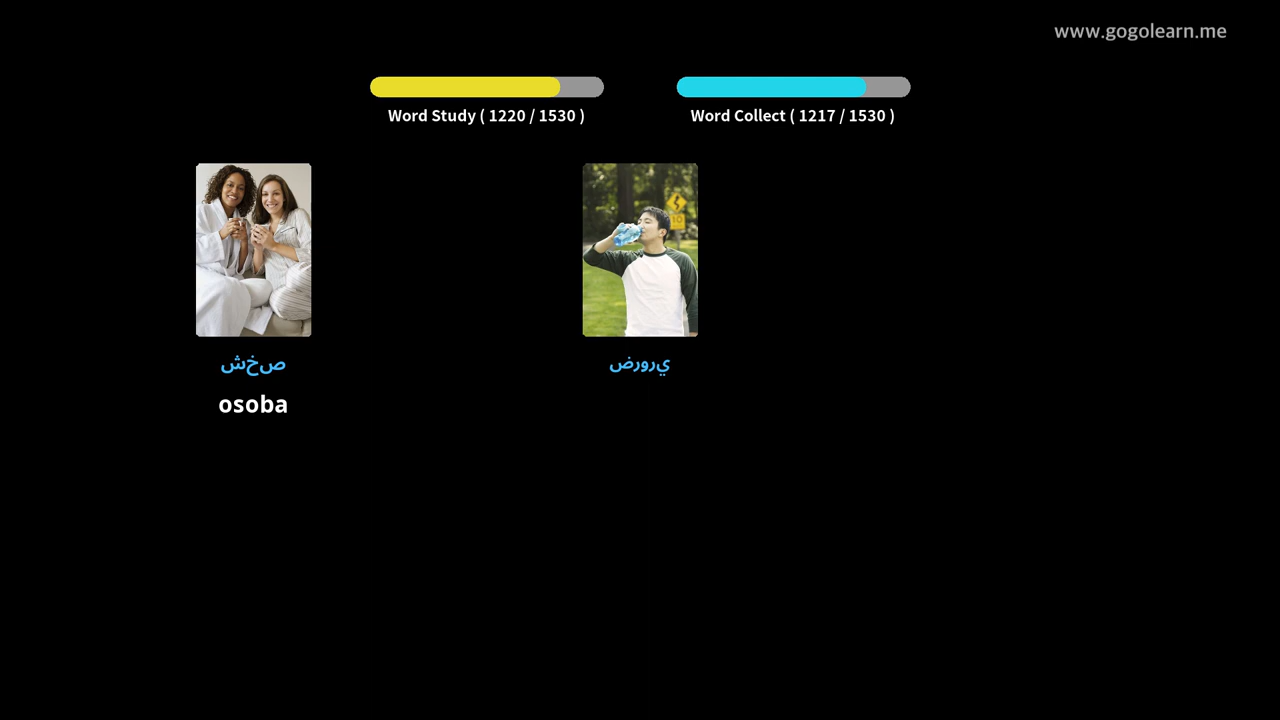 www.gogolearn.me
Word Study ( 1220 / 1530 )
Word Collect ( 1217 / 1530 )
صخش
osoba
يرورض